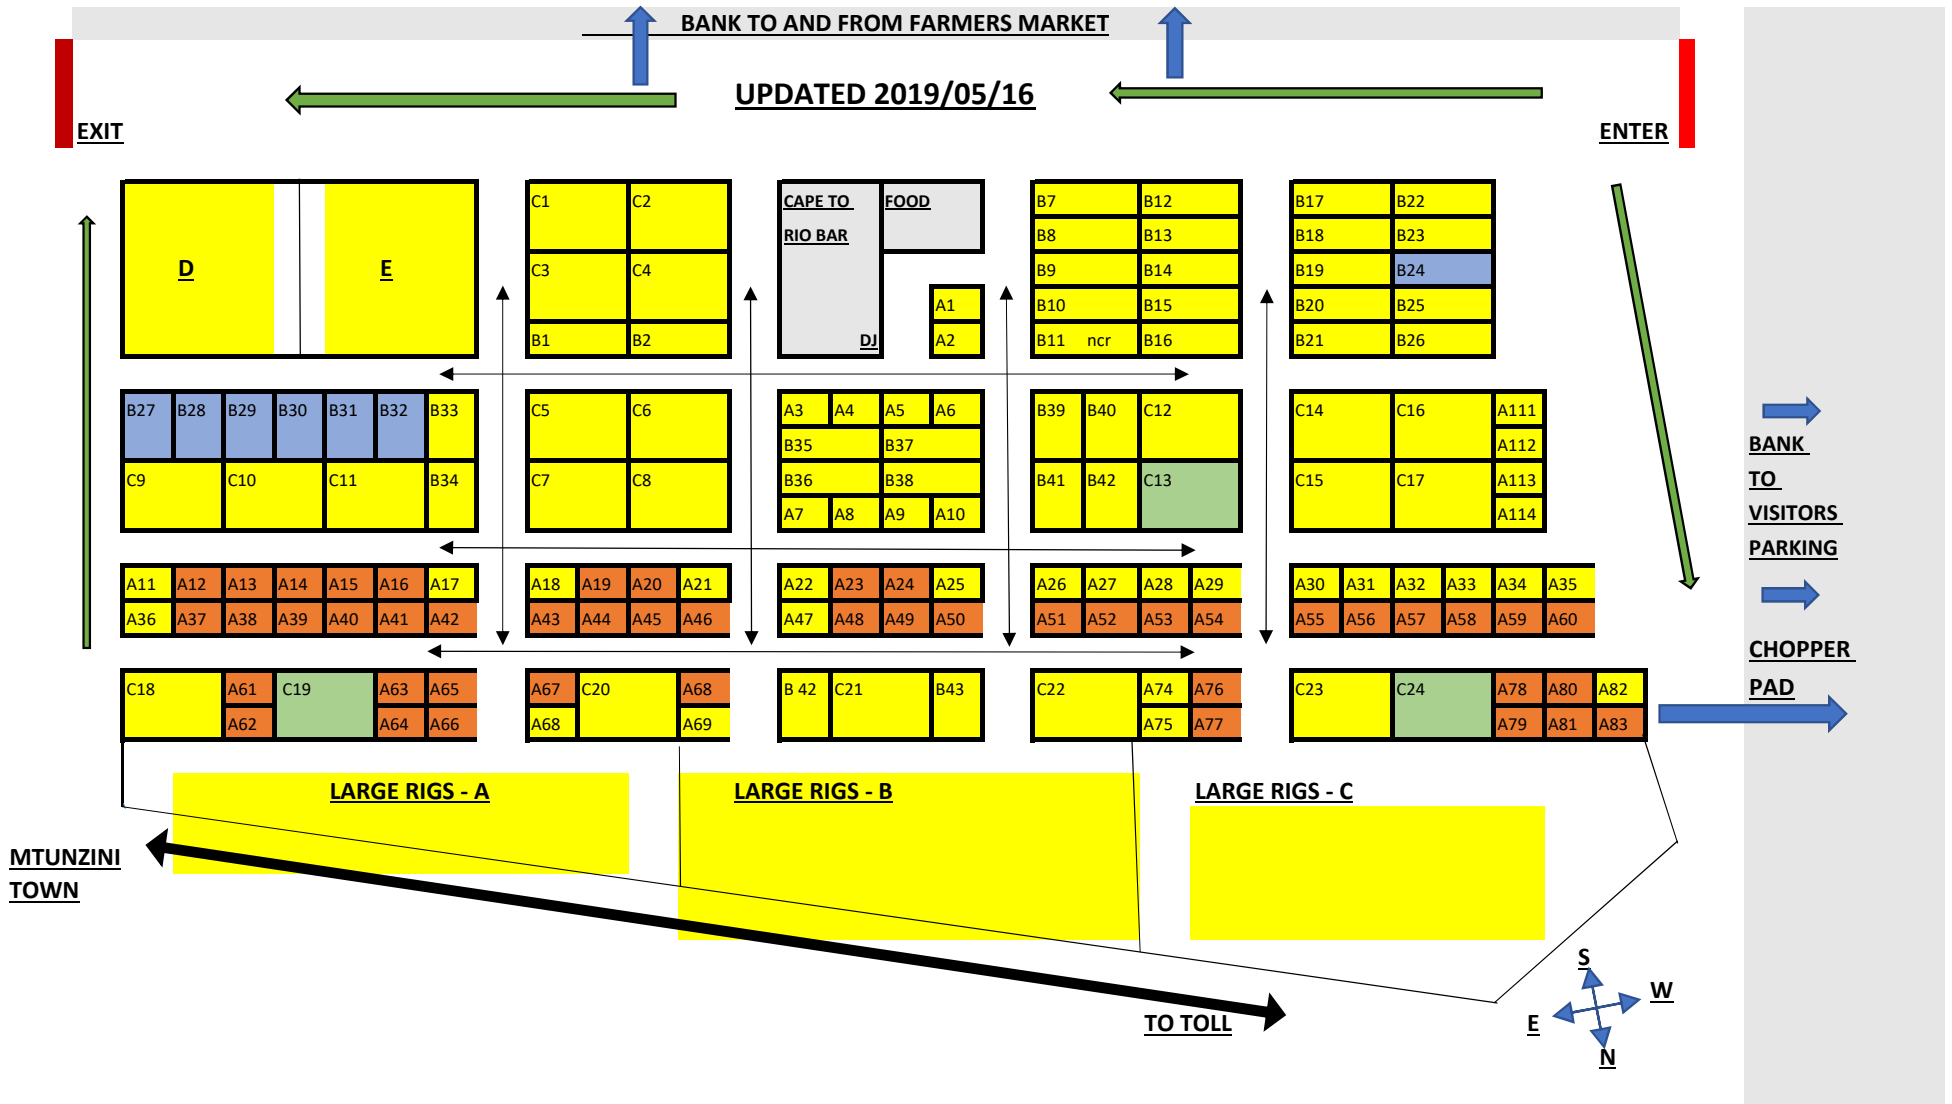 BANK TO AND FROM FARMERS MARKET
UPDATED 2019/05/16
EXIT ENTER
C1 C2 CAPE TO FOOD B7 B12 B17 B22
RIO BAR B8 B13 B18 B23
D E C3 C4 B9 B14 B19 B24
A1 B10 B15 B20 B25
B1 B2 DJ A2 B11 ncr B16 B21 B26
B27 B28 B29 B30 B31 B32 B33 C5 C6 A3 A4 A5 A6 B39 B40 C12 C14 C16 A111
B35 B37 A112
C9 C10 C11 B34 C7 C8 B36 B38 B41 B42 C13 C15 C17 A113
A7 A8 A9 A10 A114
A11 A12 A13 A14 A15 A16 A17 A18 A19 A20 A21 A22 A23 A24 A25 A26 A27 A28 A29 A30 A31 A32 A33 A34 A35
A36 A37 A38 A39 A40 A41 A42 A43 A44 A45 A46 A47 A48 A49 A50 A51 A52 A53 A54 A55 A56 A57 A58 A59 A60
C18 A61 C19 A63 A65 A67 C20 A68 B 42 C21 B43 C22 A74 A76 C23 C24 A78 A80 A82
A62 A64 A66 A68 A69 A75 A77 A79 A81 A83
BANK
TO
VISITORS
PARKING
CHOPPER
PAD
LARGE RIGS - A LARGE RIGS - B LARGE RIGS - C
MTUNZINI
TOWN
TO TOLL
S
W
E
N